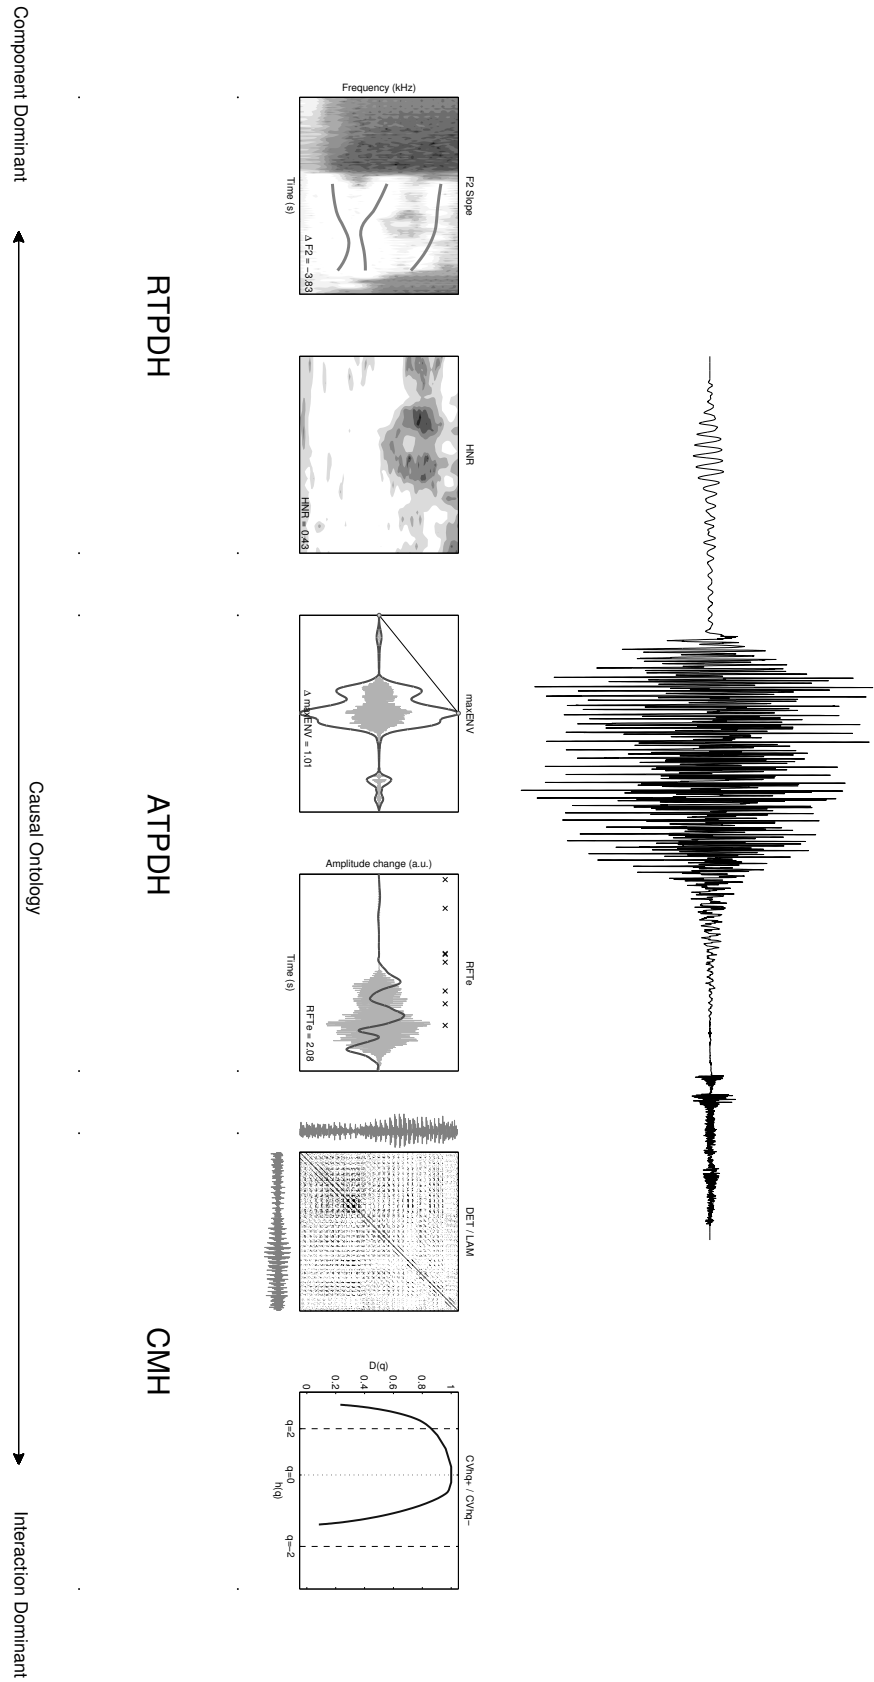 F2 Slope
Frequency (kHz)
Time (s)
Δ F2 = −3.83
HNR
HNR = 0.43
maxENV
Δ maxENV = 1.01
RFTe
Amplitude change (a.u.)
Time (s)
RFTe = 2.08
DET / LAM
CVhq+ / CVhq−
D(q)
1
0.8
0.6
0.4
0.2
0
q=2
q=0
q=−2
h(q)
RTPDH
ATPDH
CMH
Component Dominant
Causal Ontology
Interaction Dominant